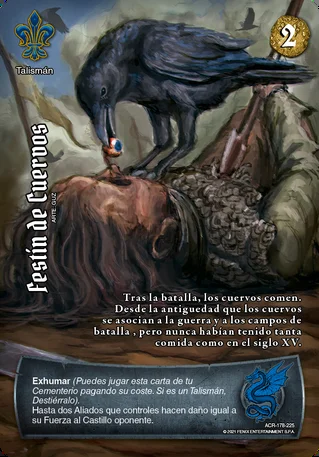 2
Talismán
Festín de Cuervos
ARTE: GUZ
Tras la batalla, los cuervos comen.
Desde la antiguedad que los cuervos
se asocian a la guerra y a los campos de
batalla , pero nunca habían tenido tanta
comida como en el siglo XV.
Exhumar (Puedes jugar esta carta de tu
Cementerio pagando su coste. Si es un Talismán,
Destiérralo).
Hasta dos Aliados que controles hacen daño igual a
su Fuerza al Castillo oponente.
ACR-178-225
© 2021 FENIX ENTERTAINMENT S.P.A.